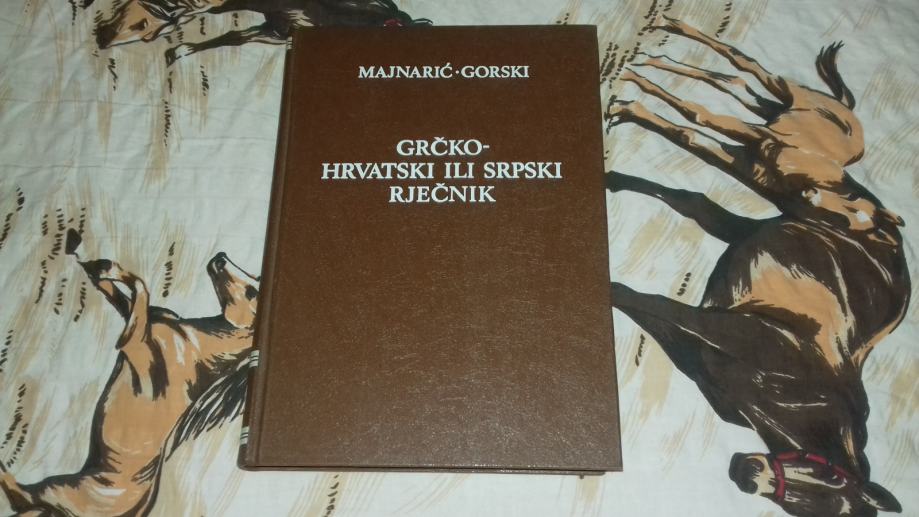 MAJNARIĆ · GORSKI
GRČKO-
HRVATSKI ILI SRPSKI
RJEČNIK